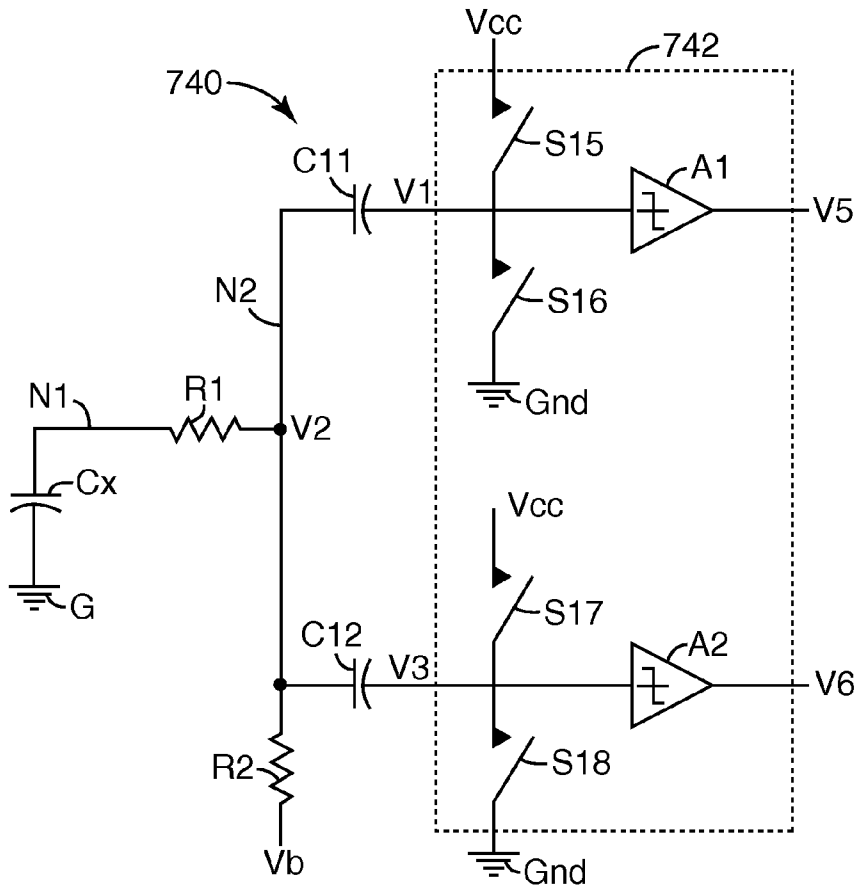 Vcc
742
740
S15
A1
C11
V1
V5
N2
S16
N1
R1
V2
Gnd
Cx
Vcc
G
S17
C12
V3
A2
V6
R2
S18
Vb
Gnd